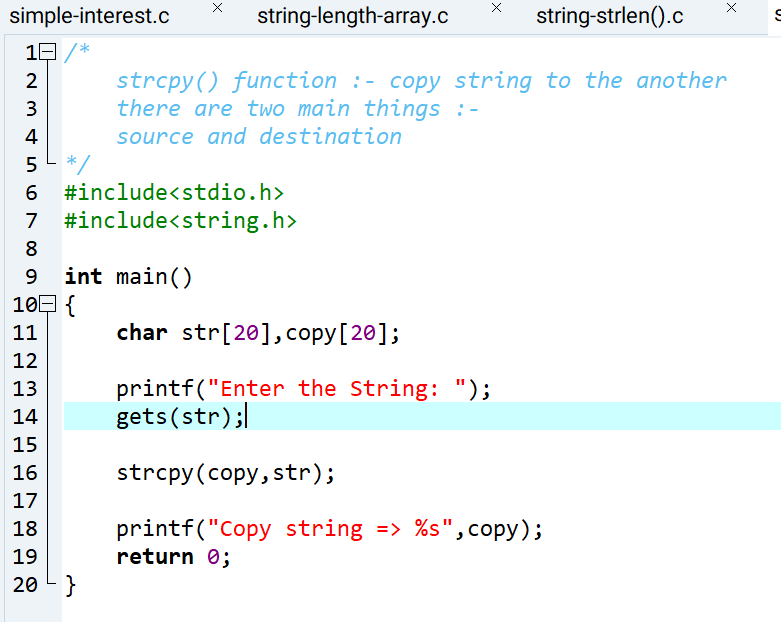 simple-interest.c × string-length-array.c × string-strlen().c × s
1 /*
2 strcpy() function :- copy string to the another
3 there are two main things :-
4 source and destination
5 */
6 #include<stdio.h>
7 #include<string.h>
8
9 int main()
10 {
11 char str[20],copy[20];
12
13 printf("Enter the String: ");
14 gets(str);
15
16 strcpy(copy,str);
17
18 printf("Copy string => %s",copy);
19 return 0;
20 }